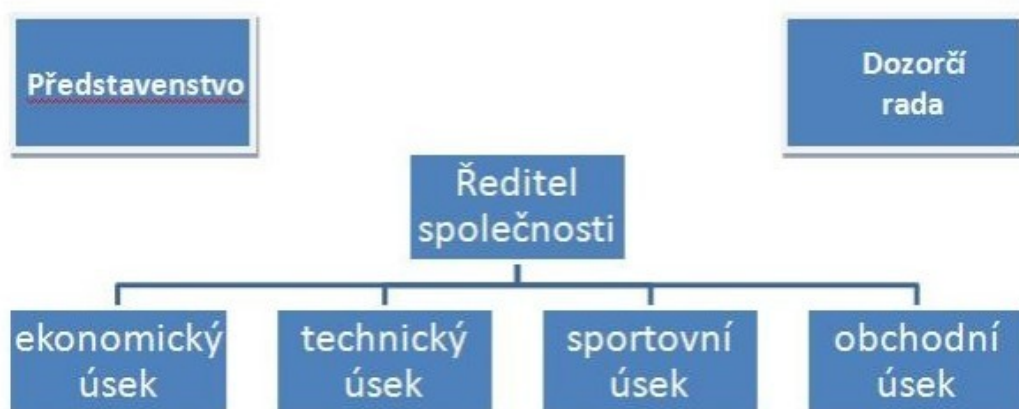 Představenstvo
Dozorčí
rada
Ředitel
společnosti
ekonomický
úsek
technický
úsek
sportovní
úsek
obchodní
úsek